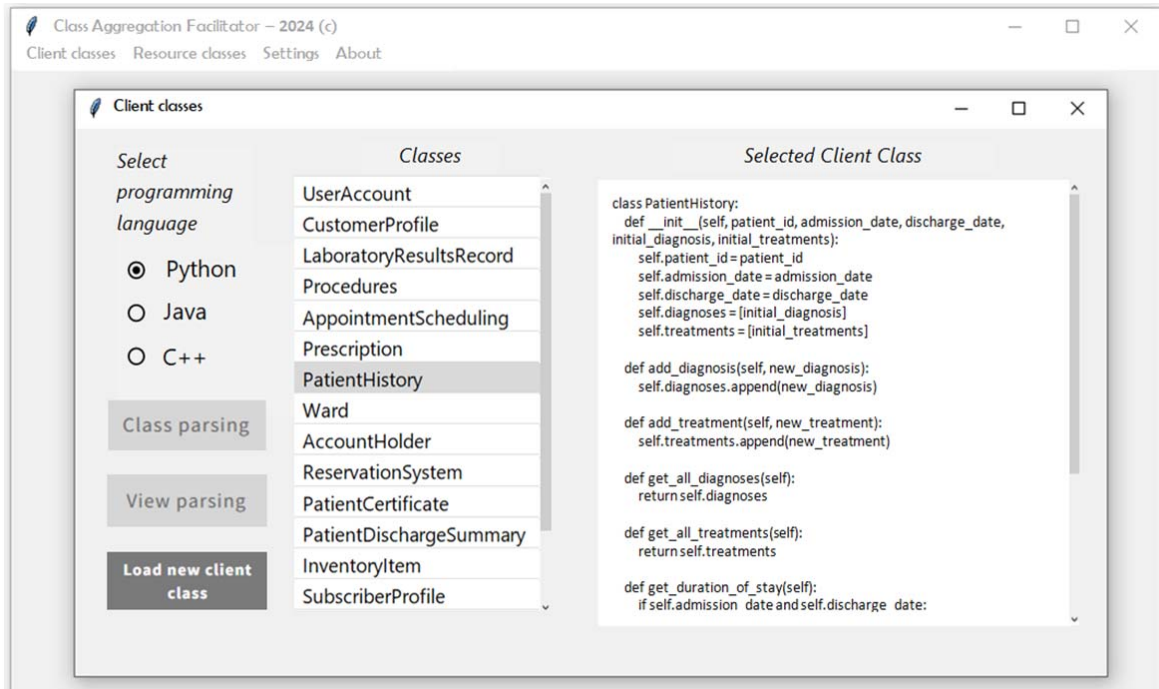 Class Aggregation Facilitator – 2024 (c)
Client classes Resource classes Settings About
Client classes
Select
programming
language
Python
Java
C++
Class parsing
View parsing
Load new client
class
Classes
UserAccount
CustomerProfile
LaboratoryResultsRecord
Procedures
AppointmentScheduling
Prescription
PatientHistory
Ward
AccountHolder
ReservationSystem
PatientCertificate
PatientDischargeSummary
InventoryItem
SubscriberProfile
Selected Client Class
class PatientHistory:
def __init__(self, patient_id, admission_date, discharge_date,
initial_diagnosis, initial_treatments):
self.patient_id = patient_id
self.admission_date = admission_date
self.discharge_date = discharge_date
self.diagnoses = [initial_diagnosis]
self.treatments = [initial_treatments]
def add_diagnosis(self, new_diagnosis):
self.diagnoses.append(new_diagnosis)
def add_treatment(self, new_treatment):
self.treatments.append(new_treatment)
def get_all_diagnoses(self):
return self.diagnoses
def get_all_treatments(self):
return self.treatments
def get_duration_of_stay(self):
if self.admission_date and self.discharge_date: